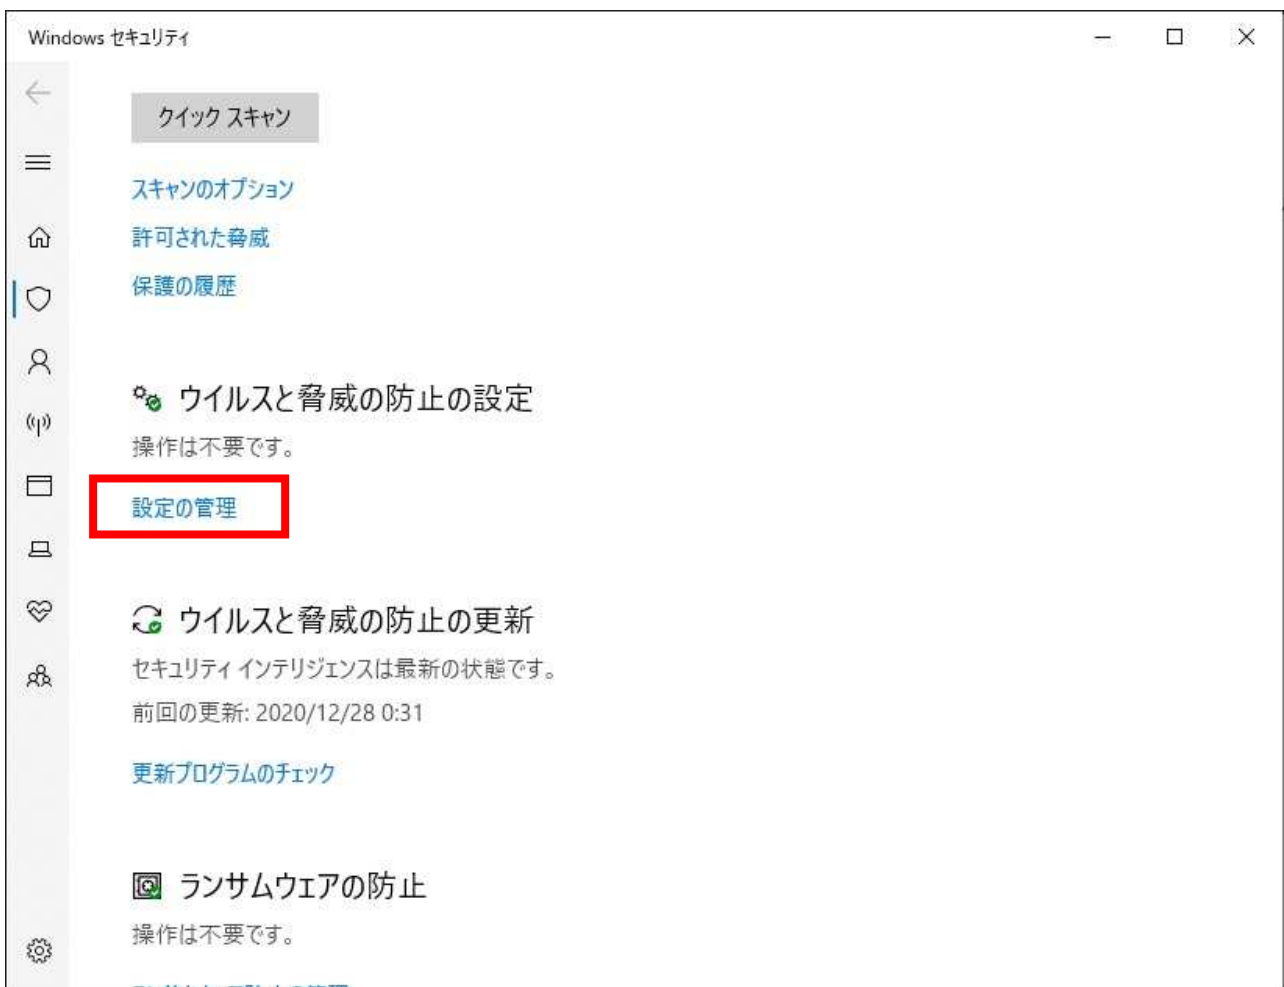 Windows セキュリティ
クイック スキャン
スキャンのオプション
許可された脅威
保護の履歴
ウイルスと脅威の防止の設定
操作は不要です。
設定の管理
ウイルスと脅威の防止の更新
セキュリティ インテリジェンスは最新の状態です。
前回の更新: 2020/12/28 0:31
更新プログラムのチェック
ランサムウェアの防止
操作は不要です。